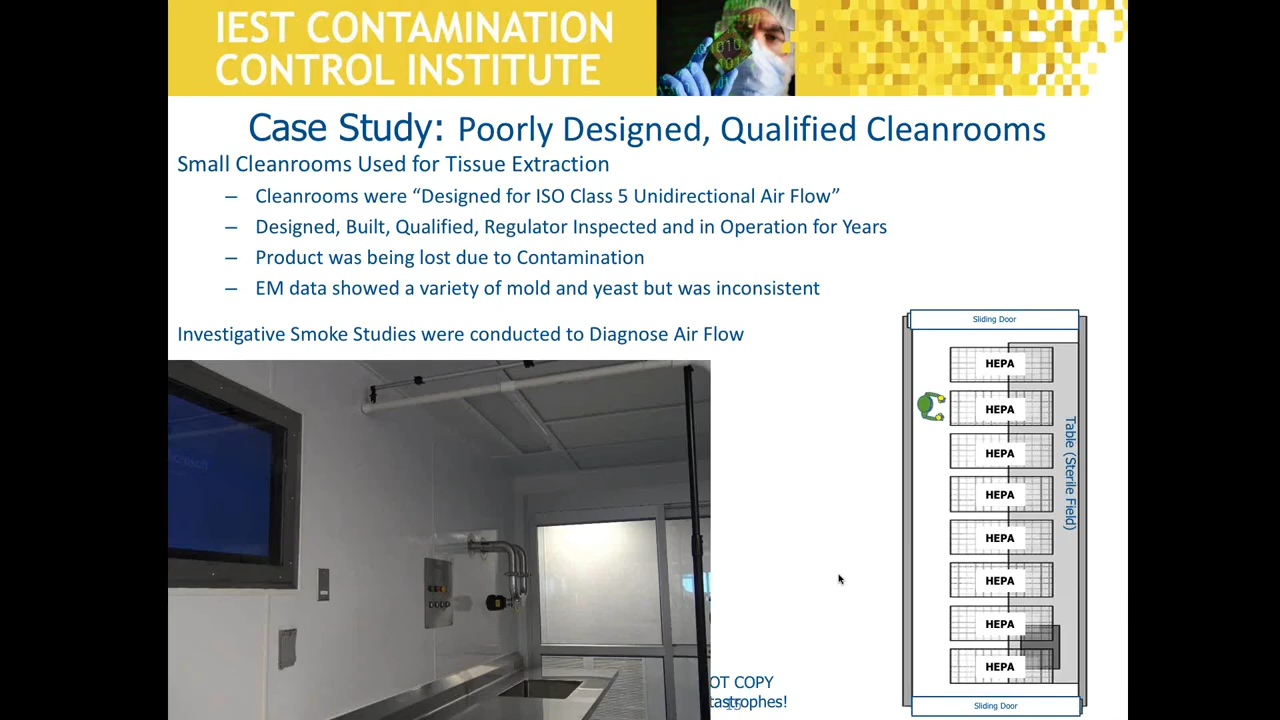 IEST CONTAMINATION
CONTROL INSTITUTE
Case Study: Poorly Designed, Qualified Cleanrooms
Small Cleanrooms Used for Tissue Extraction
– Cleanrooms were “Designed for ISO Class 5 Unidirectional Air Flow”
– Designed, Built, Qualified, Regulator Inspected and in Operation for Years
– Product was being lost due to Contamination
– EM data showed a variety of mold and yeast but was inconsistent
Investigative Smoke Studies were conducted to Diagnose Air Flow
Sliding Door
HEPA
HEPA
HEPA
HEPA
HEPA
HEPA
HEPA
HEPA
Table (Sterile Field)
Sliding Door
OT COPY
tastrophes!
15